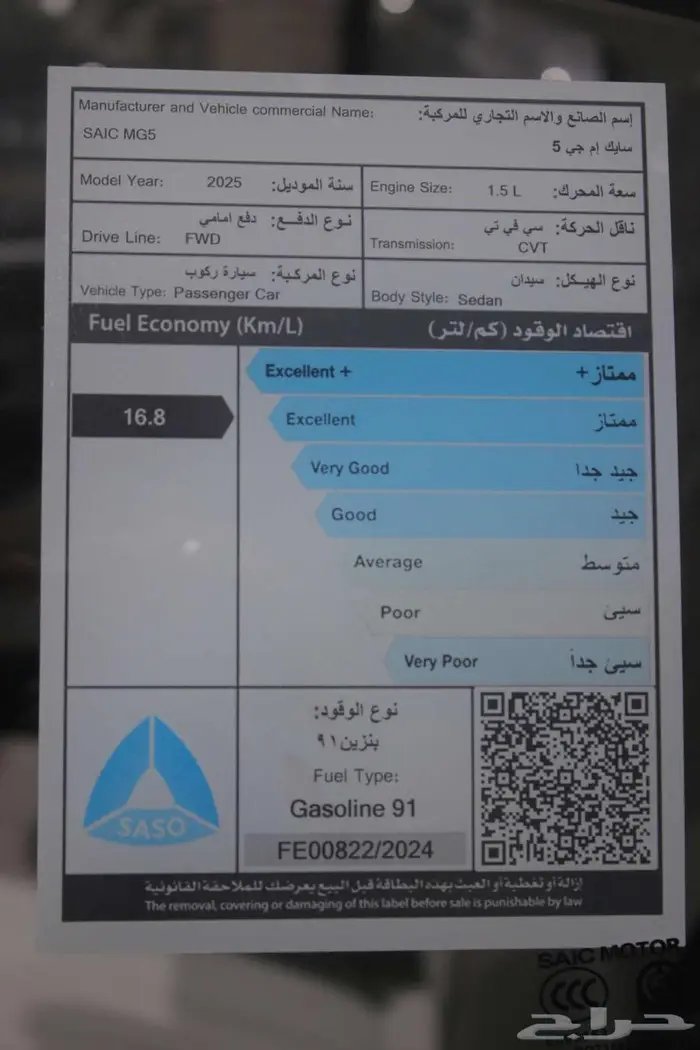 Manufacturer and Vehicle commercial Name: إسم الصانع والاسم التجاري للمركبة:
SAIC MG5 سايك إم جي 5
Model Year: 2025 سنة الموديل:
Engine Size: 1.5 L سعة المحرك:
نوع الدفع: دفع امامي
Drive Line: FWD
ناقل الحركة: سي في تي
Transmission: CVT
نوع المركبة: سيارة ركوب
Vehicle Type: Passenger Car
نوع الهيكل: سيدان
Body Style: Sedan
Fuel Economy (Km/L) اقتصاد الوقود (كم/لتر)
Excellent + ممتاز+
16.8
Excellent ممتاز
Very Good جيد جدا
Good جيد
Average متوسط
Poor سيئ
Very Poor سيئ جداً
نوع الوقود:
بنزين ٩١
Fuel Type:
Gasoline 91
FE00822/2024
SASO
إزالة أو تغطية أو العبث بهذه البطاقة قبل البيع يعرضك للملاحقة القانونية
The removal, covering or damaging of this label before sale is punishable by law
SAIC MOTOR
CCC
حراج